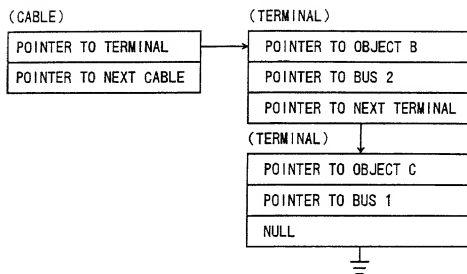 (CABLE)
POINTER TO TERMINAL
POINTER TO NEXT CABLE
(TERMINAL)
POINTER TO OBJECT B
POINTER TO BUS 2
POINTER TO NEXT TERMINAL
(TERMINAL)
POINTER TO OBJECT C
POINTER TO BUS 1
NULL